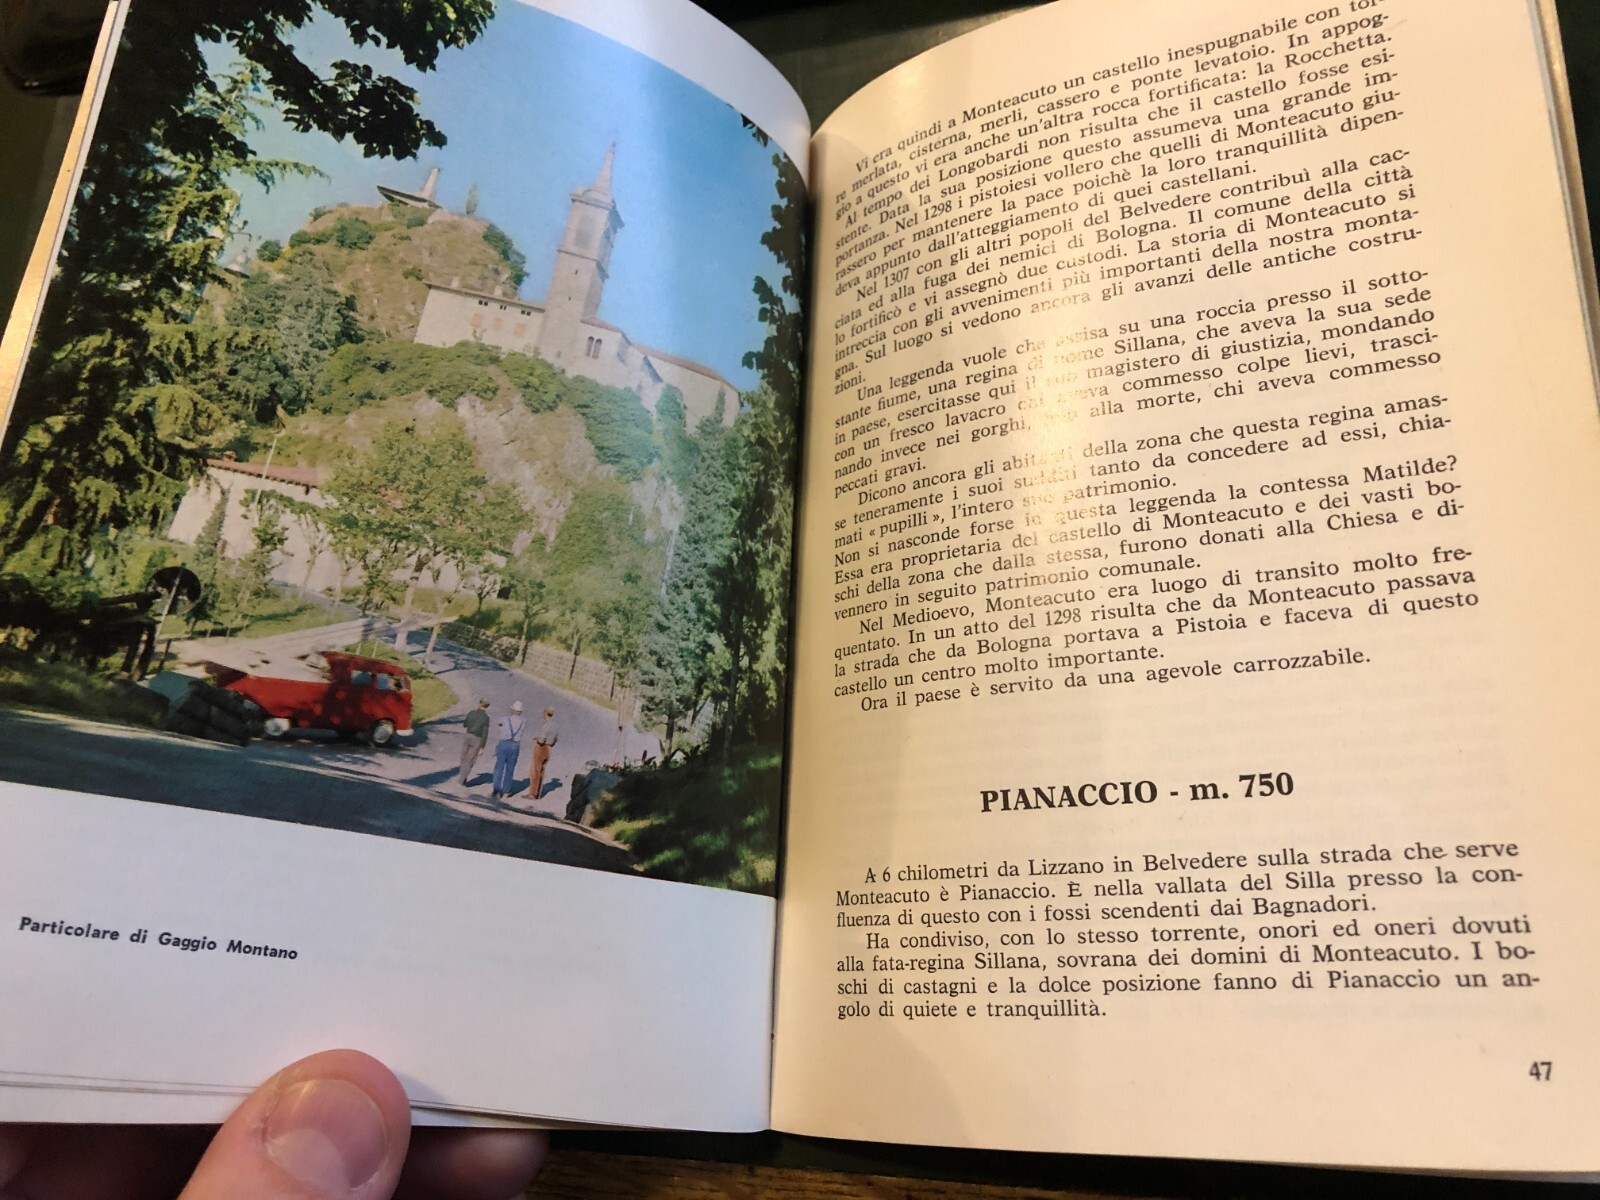 Particolare di Gaggio Montano
Vi era quindi a Monteacuto un castello inespugnabile con tor-
re merlata, cisterna, merli, cassero e ponte levatoio. In appog-
gio a questo vi era anche un'altra rocca fortificata: la Rocchetta.
Al tempo dei Longobardi non risulta che il castello fosse esi-
stente. Data la sua posizione questo assumeva una grande im-
portanza. Nel 1298 i pistoiesi vollero che quelli di Monteacuto giu-
rassero per mantenere la pace poichè la loro tranquillità dipen-
deva appunto dall'atteggiamento di quei castellani.
Nel 1307 con gli altri popoli del Belvedere contribuì alla cac-
ciata ed alla fuga dei nemici di Bologna. Il comune della città
lo fortificò e vi assegnò due custodi. La storia di Monteacuto si
intreccia con gli avvenimenti più importanti della nostra monta-
gna. Sul luogo si vedono ancora gli avanzi delle antiche costru-
zioni.
Una leggenda vuole che assisa su una roccia presso il sotto-
stante fiume, una regina di nome Sillana, che aveva la sua sede
in paese, esercitasse qui il suo magistero di giustizia, mondando
con un fresco lavacro chi aveva commesso colpe lievi, trasci-
nando invece nei gorghi, alla morte, chi aveva commesso
peccati gravi.
Dicono ancora gli abitanti della zona che questa regina amas-
se teneramente i suoi sudditi tanto da concedere ad essi, chia-
mati « pupilli », l'intero suo patrimonio.
Non si nasconde forse in questa leggenda la contessa Matilde?
Essa era proprietaria del castello di Monteacuto e dei vasti bo-
schi della zona che dalla stessa, furono donati alla Chiesa e di-
vennero in seguito patrimonio comunale.
Nel Medioevo, Monteacuto era luogo di transito molto fre-
quentato. In un atto del 1298 risulta che da Monteacuto passava
la strada che da Bologna portava a Pistoia e faceva di questo
castello un centro molto importante.
Ora il paese è servito da una agevole carrozzabile.
PIANACCIO - m. 750
A 6 chilometri da Lizzano in Belvedere sulla strada che serve
Monteacuto è Pianaccio. È nella vallata del Silla presso la con-
fluenza di questo con i fossi scendenti dai Bagnadori.
Ha condiviso, con lo stesso torrente, onori ed oneri dovuti
alla fata-regina Sillana, sovrana dei domini di Monteacuto. I bo-
schi di castagni e la dolce posizione fanno di Pianaccio un an-
golo di quiete e tranquillità.
47